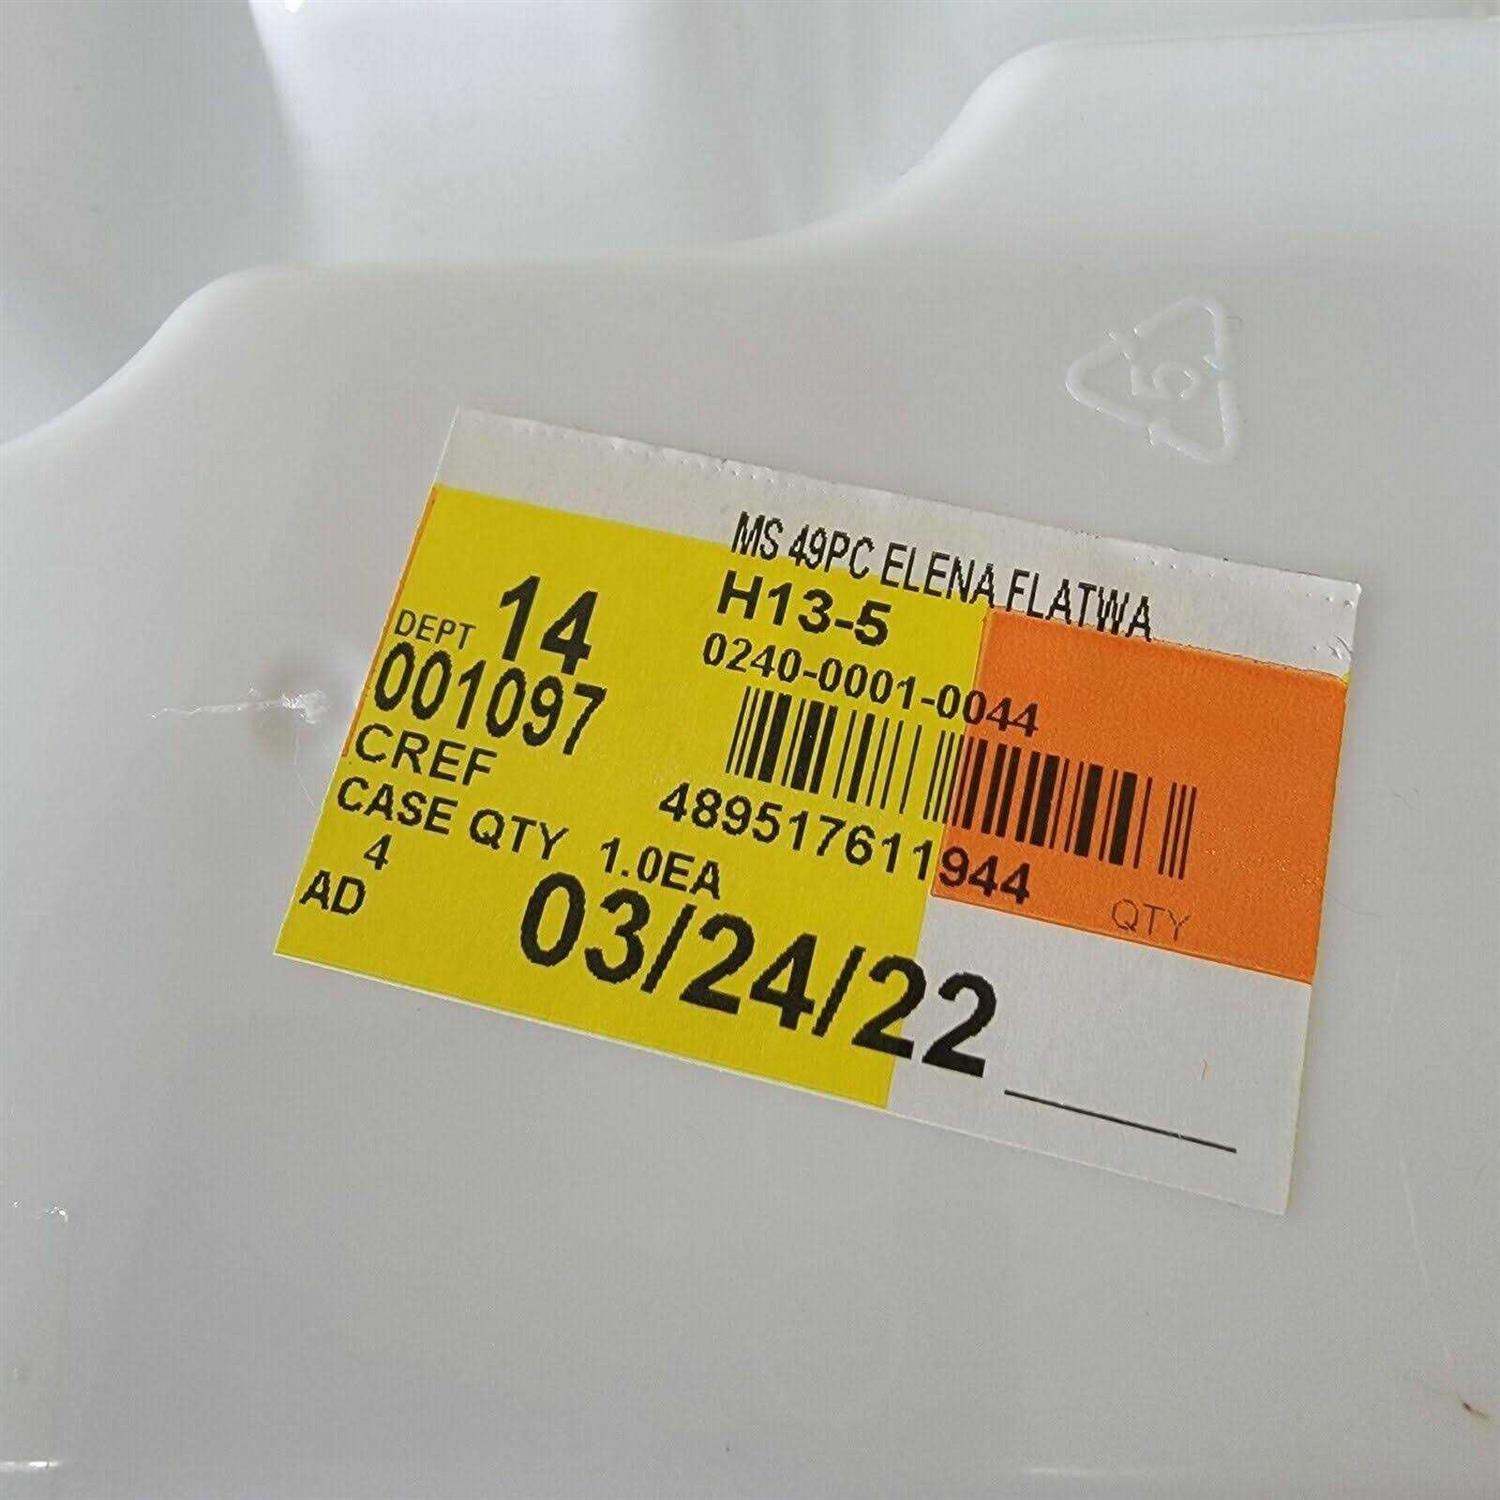 5
MS 49PC ELENA FLATWA
H13-5
DEPT 14
0240-0001-0044
001097
CREF
489517611944
CASE QTY 1.0EA
4
QTY
AD
03/24/22